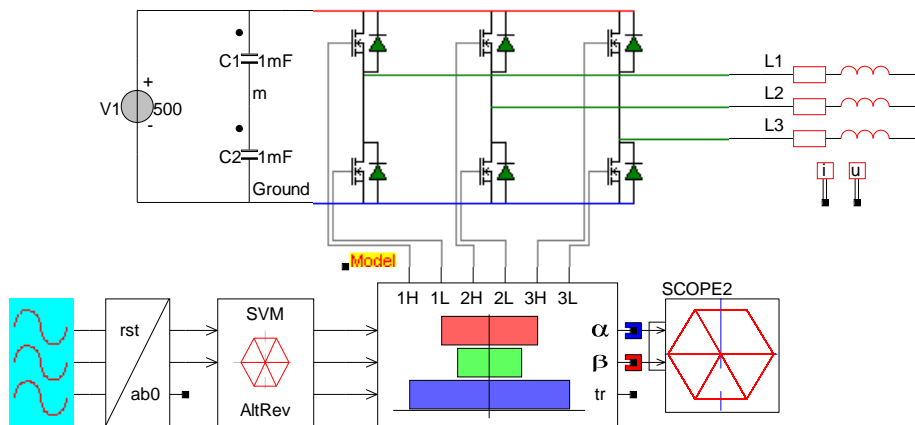 C1 1mF
L1
V1
+
500
-
m
L2
L3
C2 1mF
Ground
i u
Model
1H 1L 2H 2L 3H 3L
SCOPE2
rst
SVM
α
β
ab0
AltRev
tr